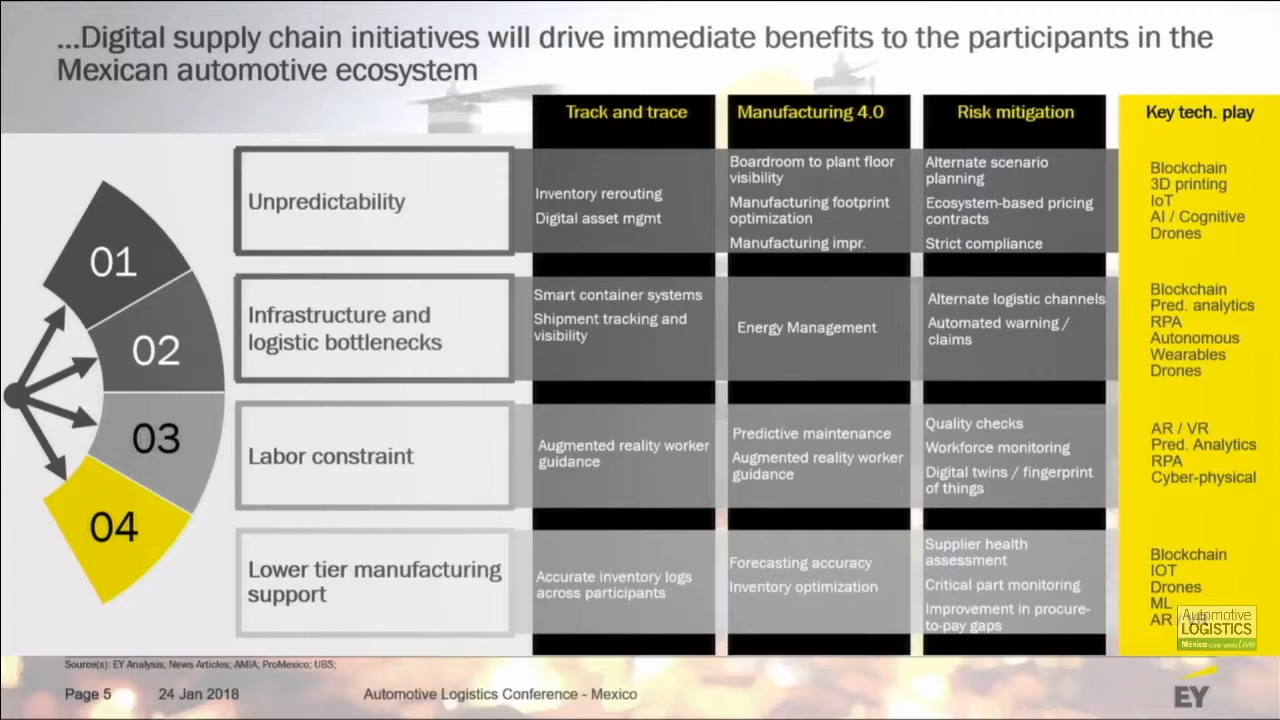 ...Digital supply chain initiatives will drive immediate benefits to the participants in the
Mexican automotive ecosystem
Track and trace
Manufacturing 4.0
Risk mitigation
Key tech. play
01
Unpredictability
Inventory rerouting
Digital asset mgmt
Boardroom to plant floor
visibility
Manufacturing footprint
optimization
Manufacturing impr.
Alternate scenario
planning
Ecosystem-based pricing
contracts
Strict compliance
Blockchain
3D printing
IoT
AI / Cognitive
Drones
02
Infrastructure and
logistic bottlenecks
Smart container systems
Shipment tracking and
visibility
Energy Management
Alternate logistic channels
Automated warning /
claims
Blockchain
Pred. analytics
RPA
Autonomous
Wearables
Drones
03
Labor constraint
Augmented reality worker
guidance
Predictive maintenance
Augmented reality worker
guidance
Quality checks
Workforce monitoring
Digital twins / fingerprint
of things
AR / VR
Pred. Analytics
RPA
Cyber-physical
04
Lower tier manufacturing
support
Accurate inventory logs
across participants
Forecasting accuracy
Inventory optimization
Supplier health
assessment
Critical part monitoring
Improvement in procure-
to-pay gaps
Blockchain
IOT
Drones
ML
AR
Automotive
LOGISTICS
México conferencia Live
Source(s): EY Analysis; News Articles; AMIA; ProMexico; UBS;
Page 5
24 Jan 2018
Automotive Logistics Conference - Mexico
EY